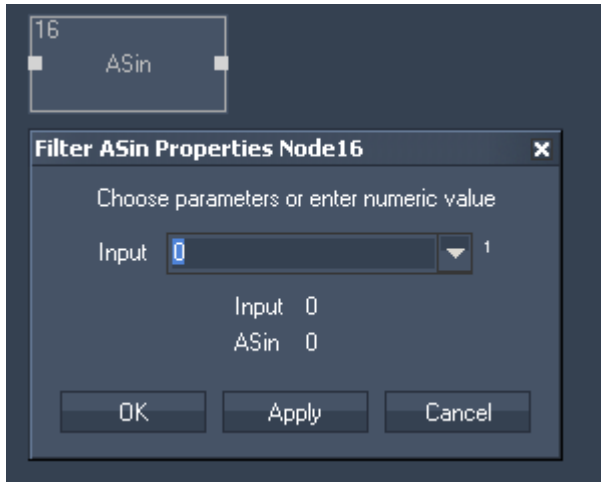 16
ASin
Filter ASin Properties Node16
Choose parameters or enter numeric value
Input 0 1
Input 0
ASin 0
OK Apply Cancel